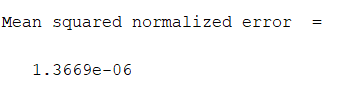 Mean squared normalized error  =
1.3669e-06